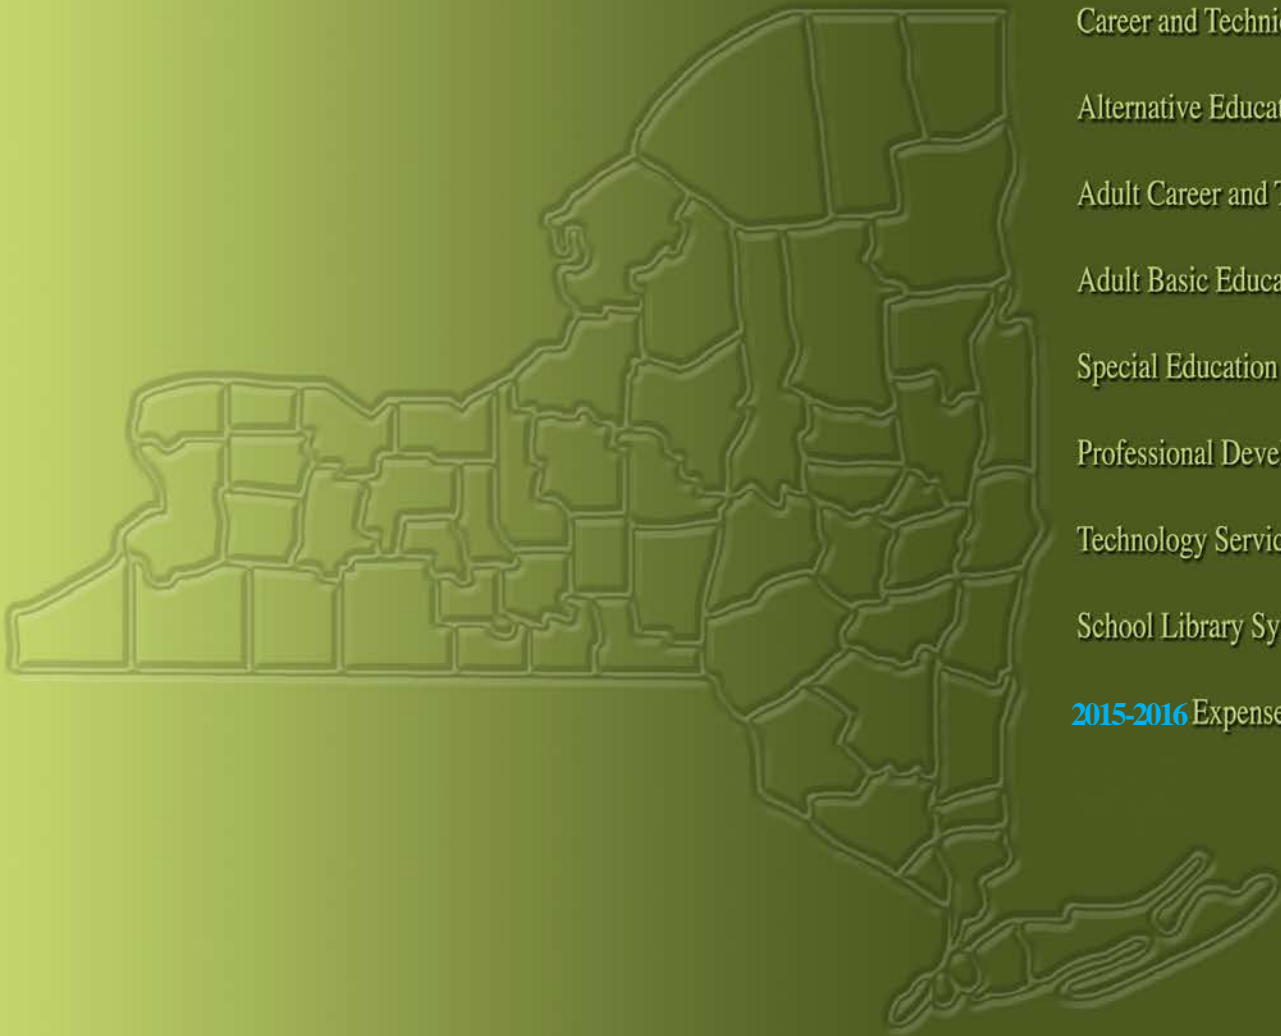 Career and Techni
Alternative Educa
Adult Career and
Adult Basic Educa
Special Education
Professional Deve
Technology Servic
School Library Sy
2015-2016 Expense